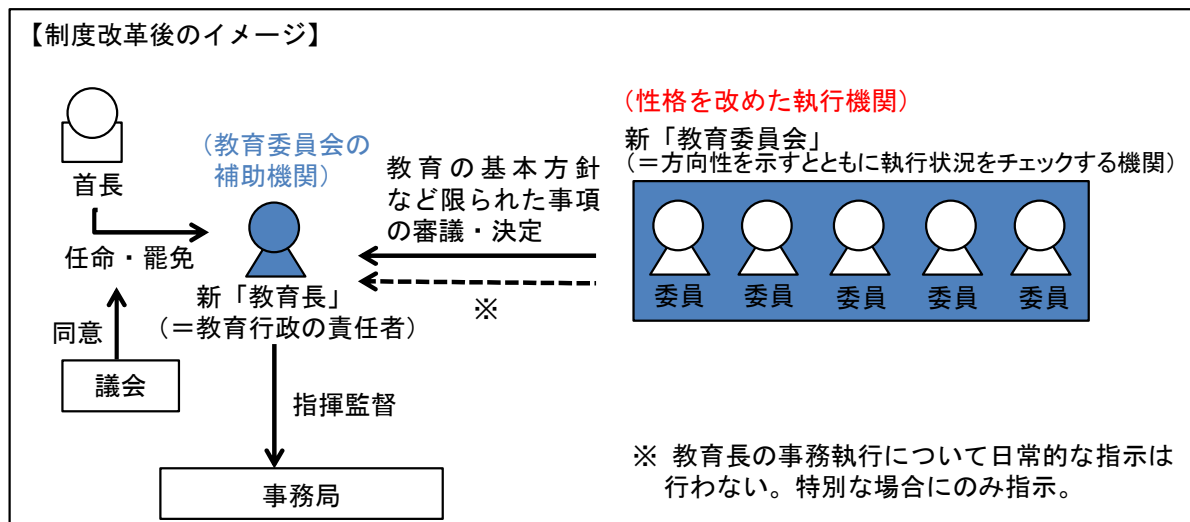 【制度改革後のイメージ】
首長
任命・罷免
同意
議会
（教育委員会の
補助機関）
新「教育長」
（＝教育行政の責任者）
指揮監督
事務局
教育の基本方針
など限られた事項
の審議・決定
※
（性格を改めた執行機関）
新「教育委員会」
（＝方向性を示すとともに執行状況をチェックする機関）
委員 委員 委員 委員 委員
※ 教育長の事務執行について日常的な指示は
行わない。特別な場合にのみ指示。